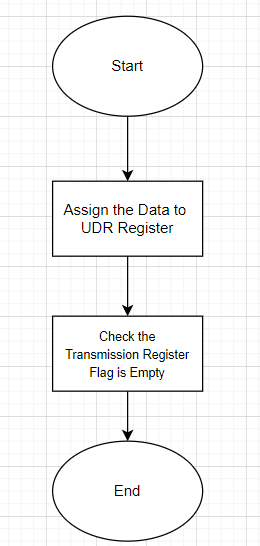 Start
Assign the Data to
UDR Register
Check the
Transmission Register
Flag is Empty
End